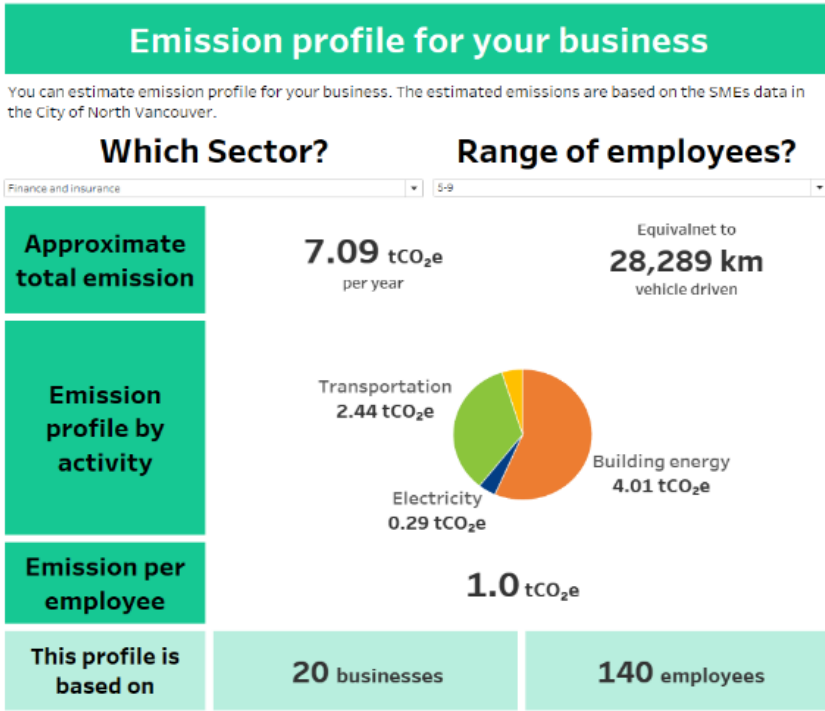 Emission profile for your business
You can estimate emission profile for your business. The estimated emissions are based on the SMEs data in
the City of North Vancouver.
Which Sector?
Range of employees?
Finance and insurance
5-9
Approximate
total emission
7.09 tCO₂e
per year
Equivalnet to
28,289 km
vehicle driven
Emission
profile by
activity
Transportation
2.44 tCO₂e
Building energy
4.01 tCO₂e
Electricity
0.29 tCO₂e
Emission per
employee
1.0 tCO₂e
This profile is
based on
20 businesses
140 employees